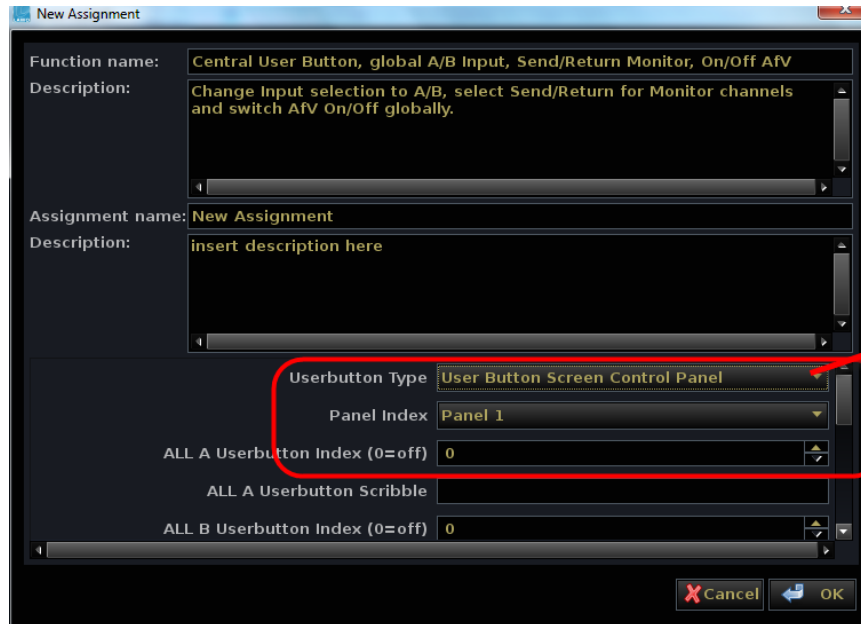 New Assignment
Function name: Central User Button, global A/B Input, Send/Return Monitor, On/Off AfV
Description: Change Input selection to A/B, select Send/Return for Monitor channels
and switch AfV On/Off globally.
Assignment name: New Assignment
Description: insert description here
Userbutton Type User Button Screen Control Panel
Panel Index Panel 1
ALL A Userbutton Index (0=off) 0
ALL A Userbutton Scribble
ALL B Userbutton Index (0=off) 0
Cancel OK